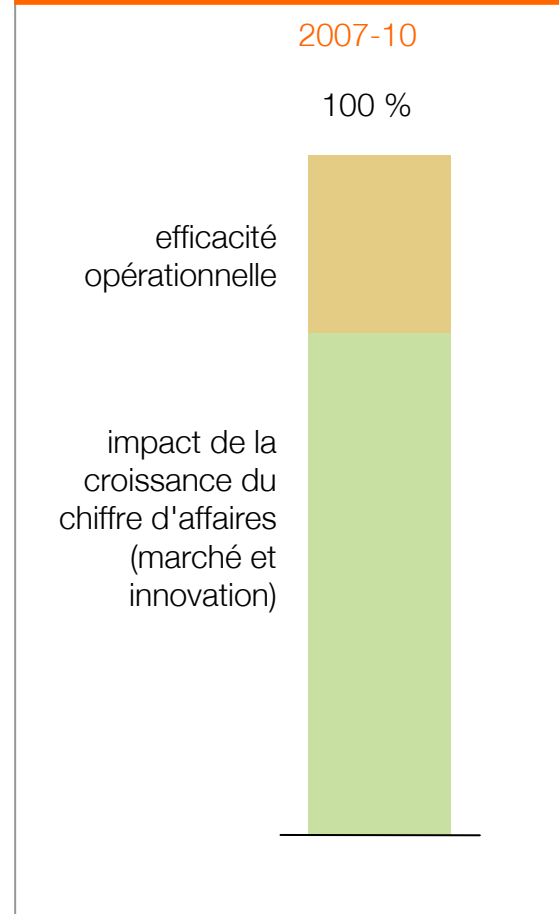 2007-10
100 %
efficacité
opérationnelle
impact de la
croissance du
chiffre d'affaires
(marché et
innovation)